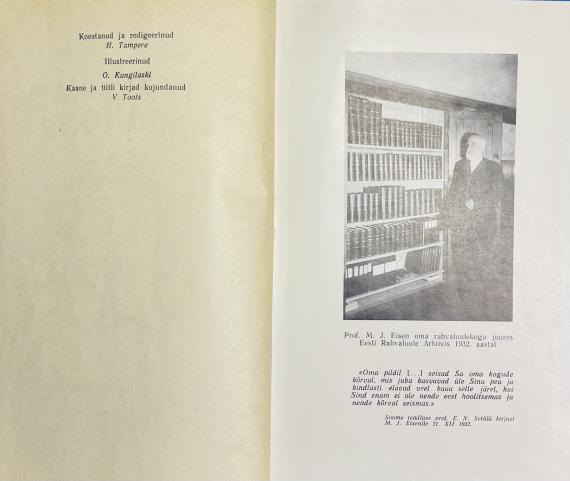 Koostanud ja redigeerinud
H. Tampere
Illustreerinud
O. Kangilaski
Kaane ja tiitli kirjad kujundanud
V. Toots
Prof. M. J. Eisen oma rahvaluulekogu juures
Eesti Rahvaluule Arhiivis 1932. aastal.
«Oma pildil [...] seisad Sa oma kogude
kõrval, mis juba kasvavad üle Sinu pea ja
kindlasti elavad veel kaua selle järel, kui
Sind enam ei ole nende eest hoolitsemas ja
nende kõrval seismas.»
Soome teadlase prof. E. N. Setälä kirjast
M. J. Eisenile 21. XII 1932.